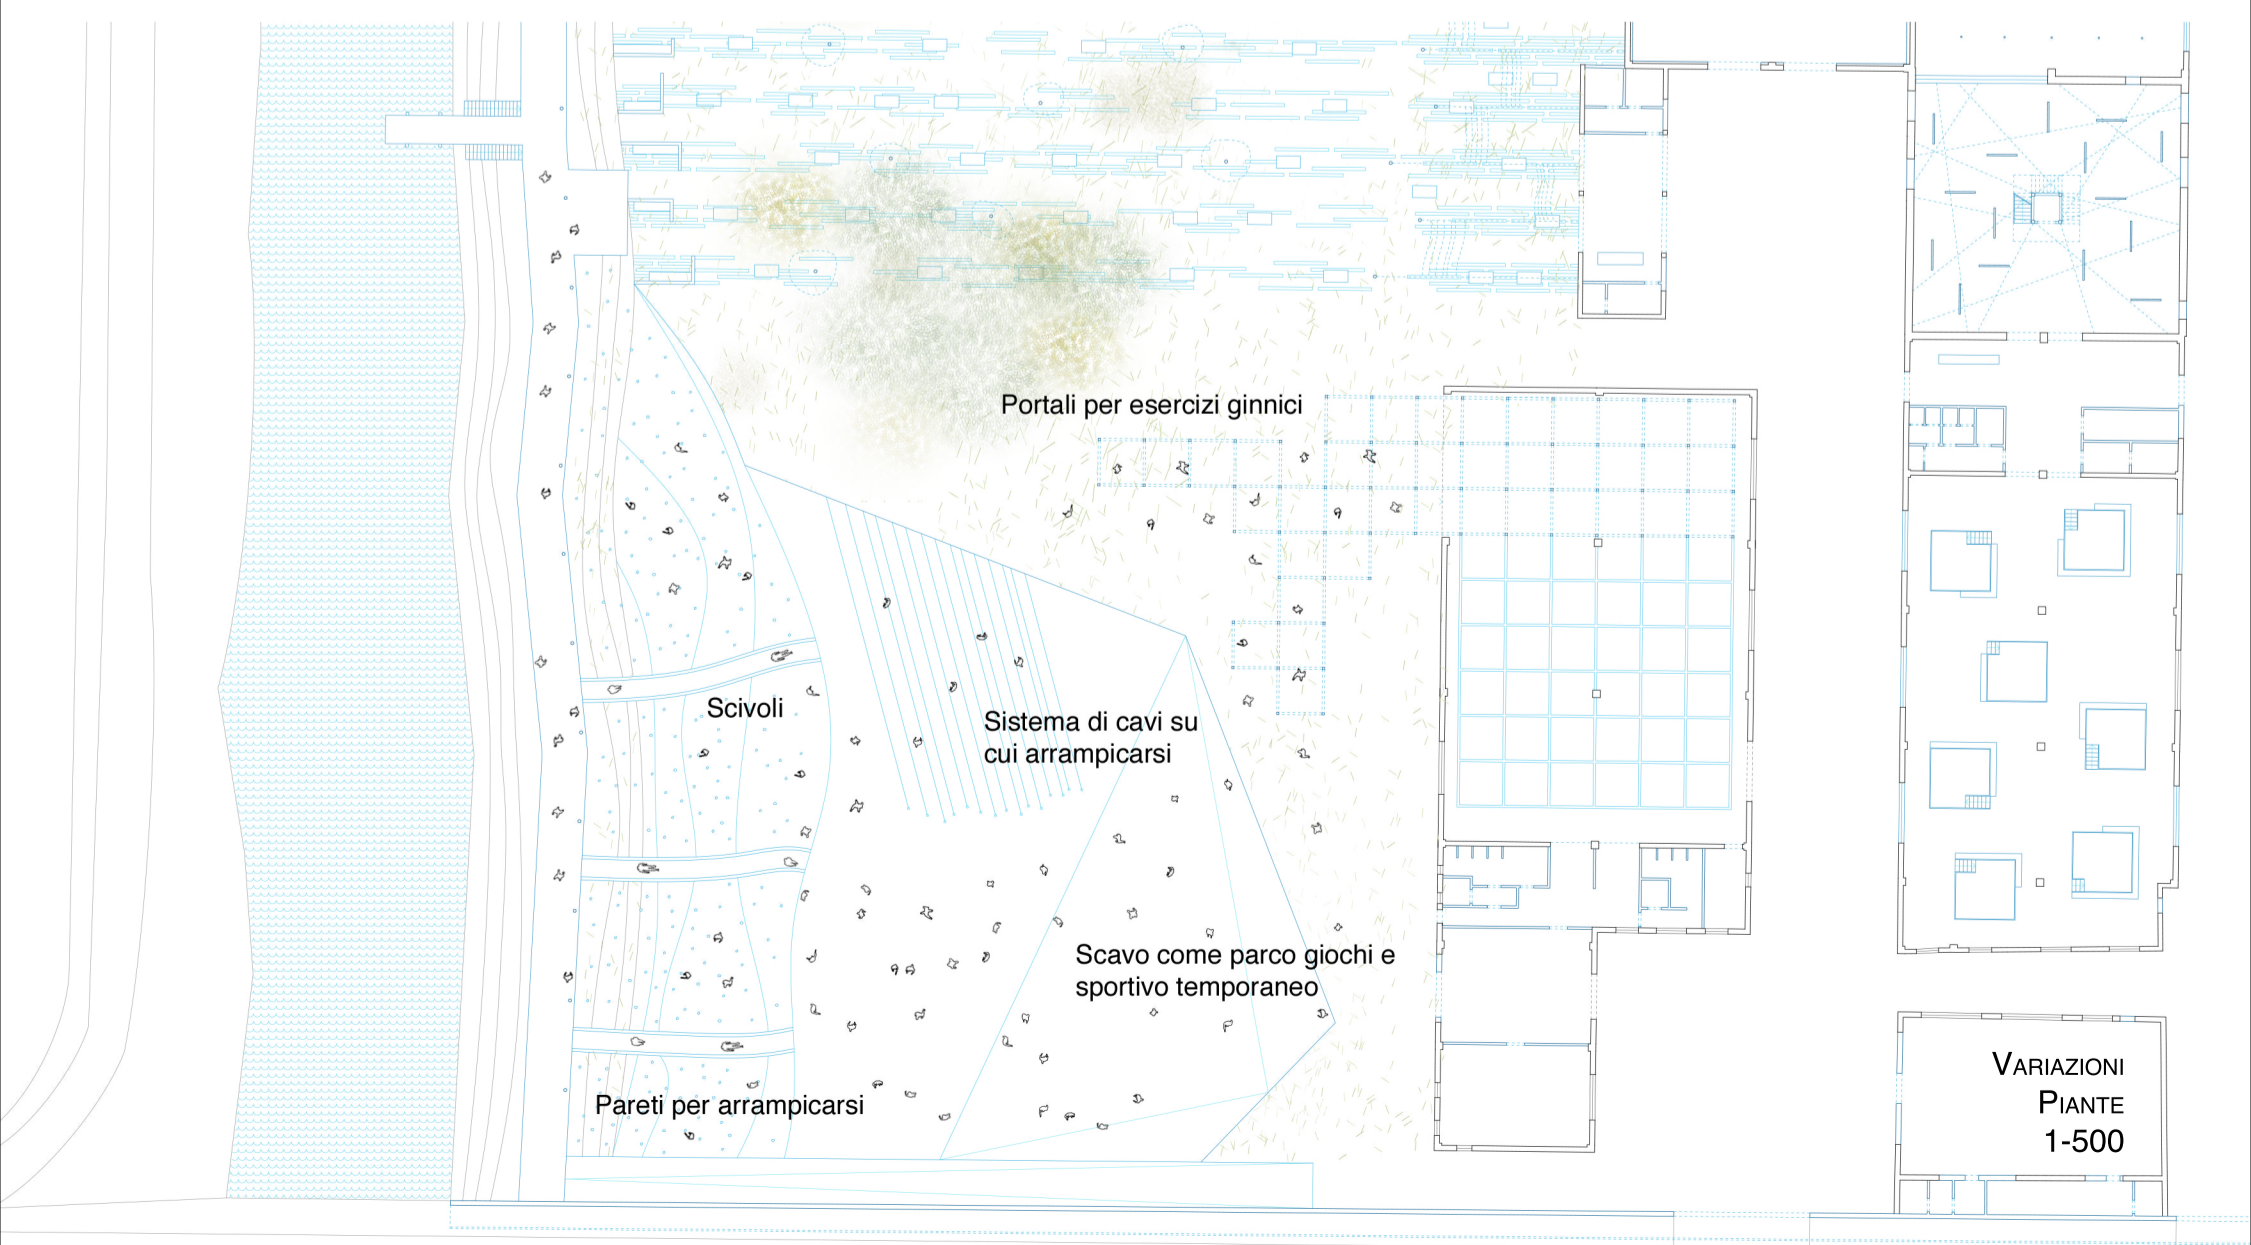 Portali per esercizi ginnici
Scivoli
Sistema di cavi su
cui arrampicarsi
Scavo come parco giochi e
sportivo temporaneo
Pareti per arrampicarsi
Variazioni
Piante
1-500